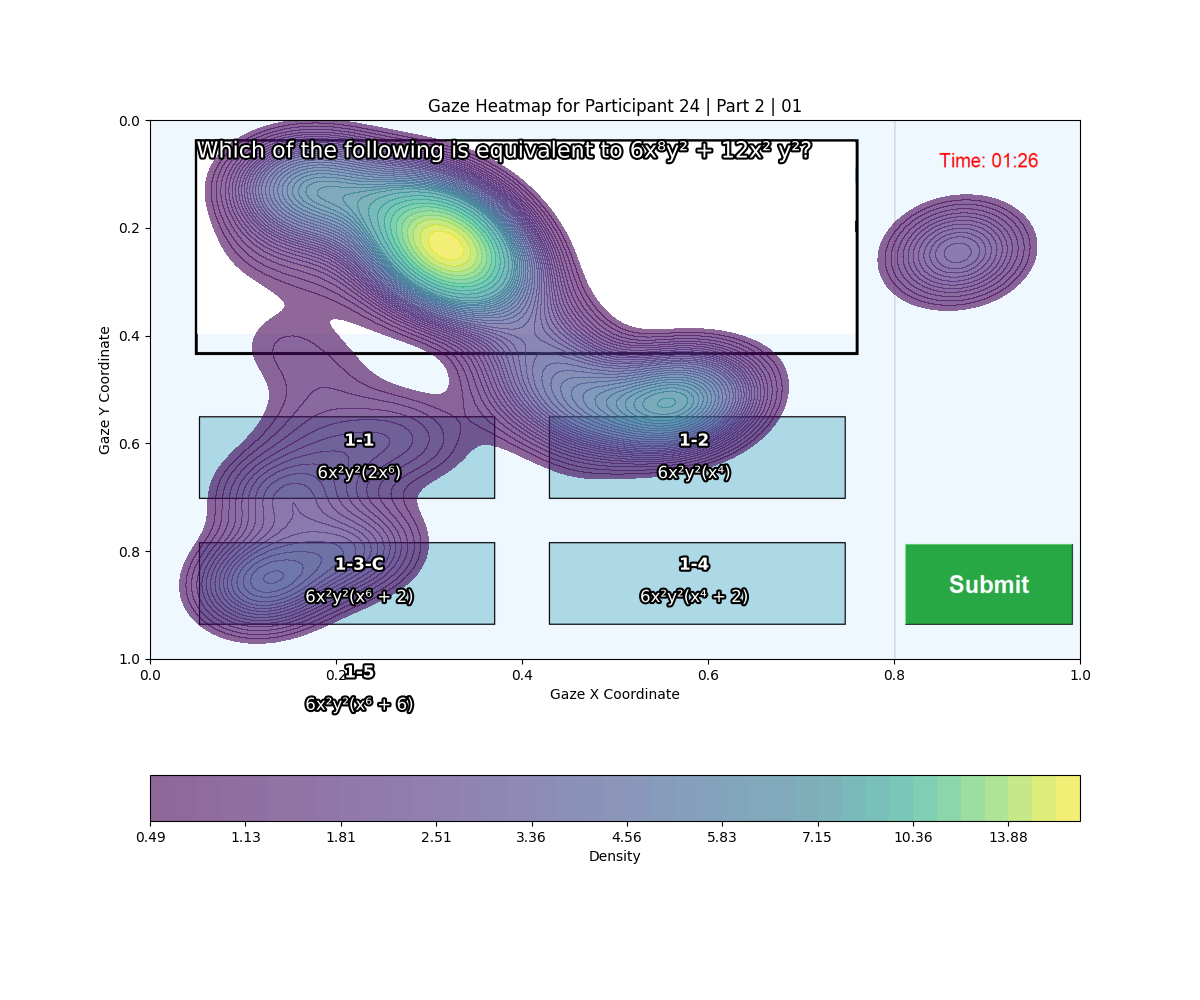 Gaze Heatmap for Participant 24 | Part 2 | 01
Which of the following is equivalent to 6x⁸y² + 12x² y²?
Time: 01:26
0.0
0.2
0.4
0.6
0.8
1.0
Gaze Y Coordinate
1-1
6x²y²(2x⁶)
1-2
6x²y²(x⁴)
1-3-C
6x²y²(x⁶ + 2)
1-4
6x²y²(x⁴ + 2)
Submit
1-5
6x²y²(x⁶ + 6)
0.0 0.2 0.4 0.6 0.8 1.0
Gaze X Coordinate
0.49 1.13 1.81 2.51 3.36 4.56 5.83 7.15 10.36 13.88
Density